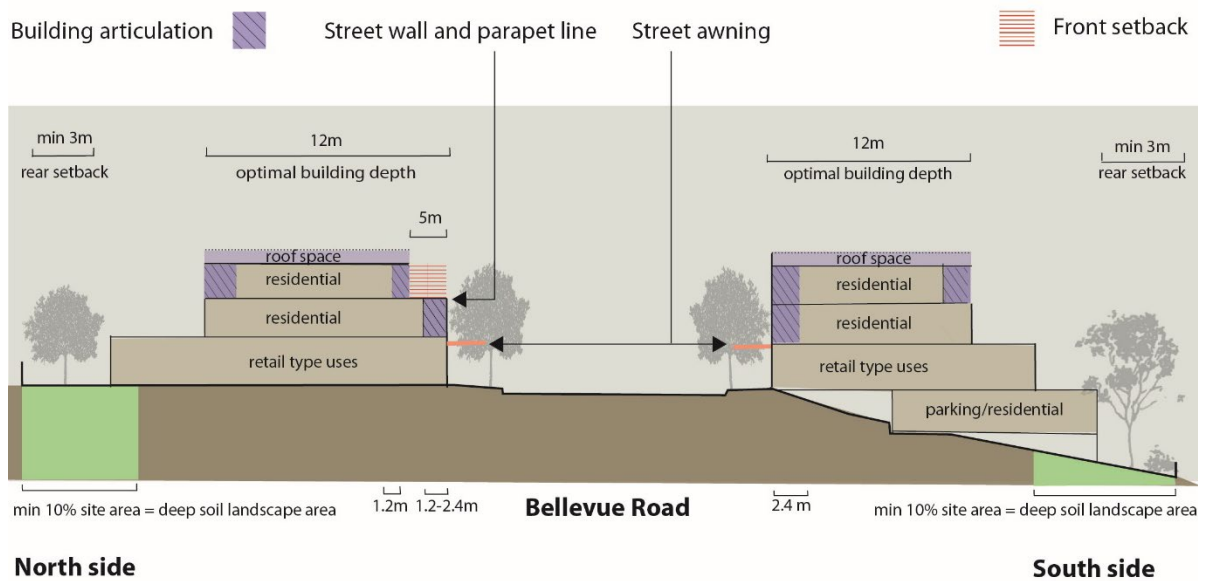 Building articulation
Street wall and parapet line
Street awning
Front setback
min 3m
rear setback
12m
optimal building depth
5m
12m
optimal building depth
min 3m
rear setback
roof space
residential
residential
retail type uses
roof space
residential
residential
retail type uses
parking/residential
min 10% site area = deep soil landscape area
1.2m
1.2-2.4m
Bellevue Road
2.4 m
min 10% site area = deep soil landscape area
North side
South side